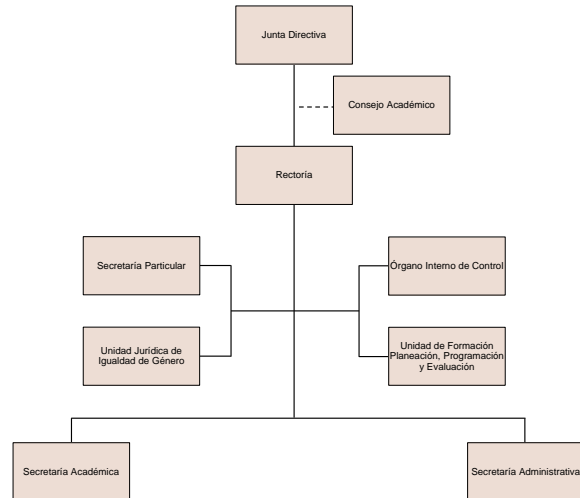 Junta Directiva
Consejo Académico
Rectoría
Secretaría Particular
Órgano Interno de Control
Unidad Jurídica de
Igualdad de Género
Unidad de Formación
Planeación, Programación
y Evaluación
Secretaría Académica
Secretaría Administrativa